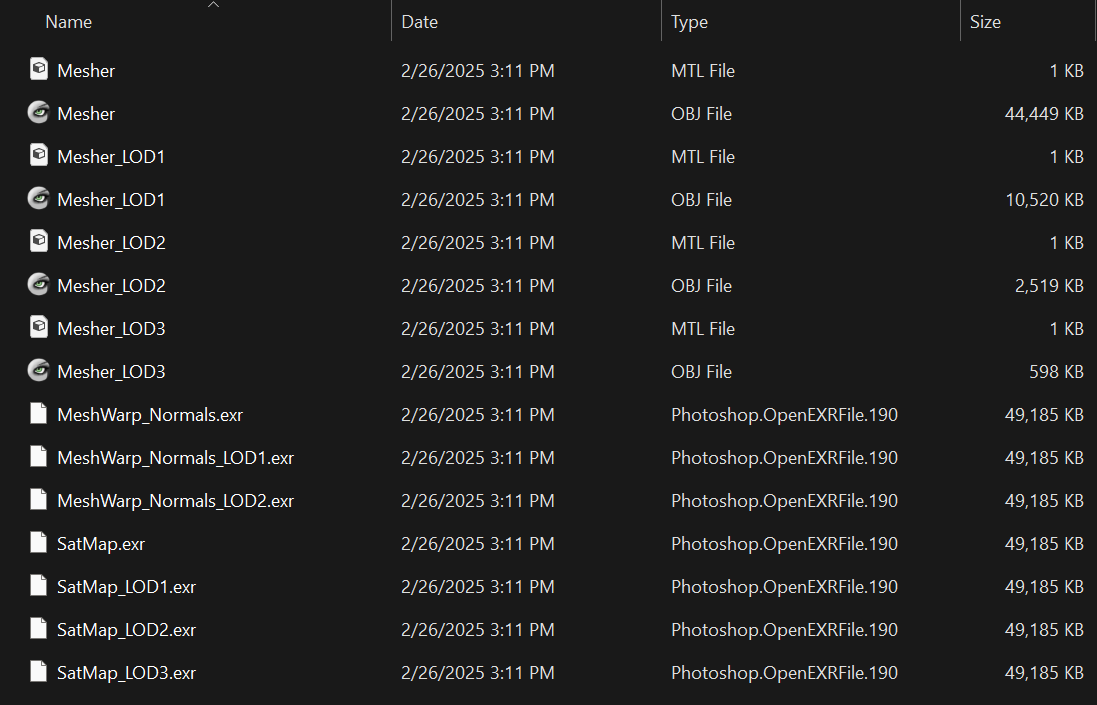 Name Date Type Size
Mesher 2/26/2025 3:11 PM MTL File 1 KB
Mesher 2/26/2025 3:11 PM OBJ File 44,449 KB
Mesher_LOD1 2/26/2025 3:11 PM MTL File 1 KB
Mesher_LOD1 2/26/2025 3:11 PM OBJ File 10,520 KB
Mesher_LOD2 2/26/2025 3:11 PM MTL File 1 KB
Mesher_LOD2 2/26/2025 3:11 PM OBJ File 2,519 KB
Mesher_LOD3 2/26/2025 3:11 PM MTL File 1 KB
Mesher_LOD3 2/26/2025 3:11 PM OBJ File 598 KB
MeshWarp_Normals.exr 2/26/2025 3:11 PM Photoshop.OpenEXRFile.190 49,185 KB
MeshWarp_Normals_LOD1.exr 2/26/2025 3:11 PM Photoshop.OpenEXRFile.190 49,185 KB
MeshWarp_Normals_LOD2.exr 2/26/2025 3:11 PM Photoshop.OpenEXRFile.190 49,185 KB
SatMap.exr 2/26/2025 3:11 PM Photoshop.OpenEXRFile.190 49,185 KB
SatMap_LOD1.exr 2/26/2025 3:11 PM Photoshop.OpenEXRFile.190 49,185 KB
SatMap_LOD2.exr 2/26/2025 3:11 PM Photoshop.OpenEXRFile.190 49,185 KB
SatMap_LOD3.exr 2/26/2025 3:11 PM Photoshop.OpenEXRFile.190 49,185 KB